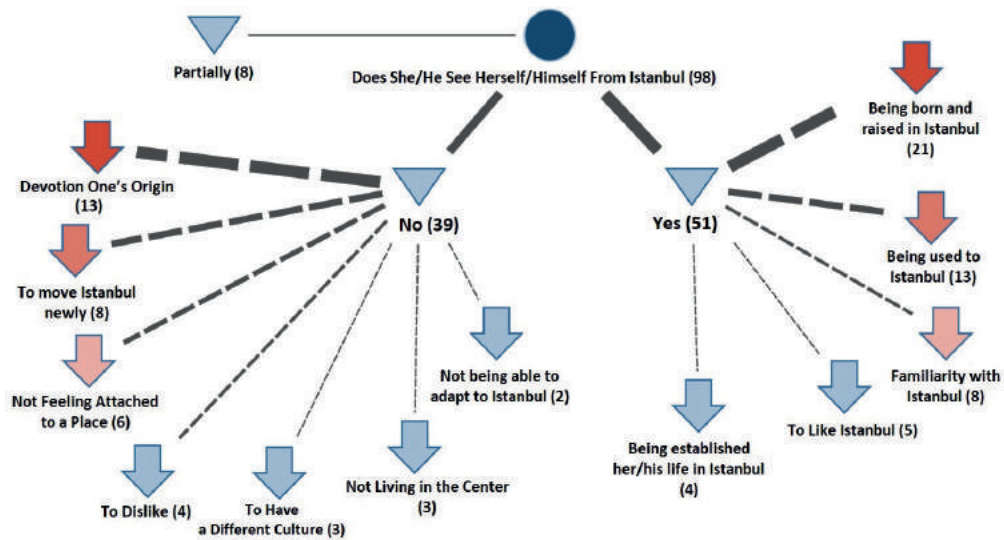 Partially (8)
Does She/He See Herself/Himself From Istanbul (98)
Being born and
raised in Istanbul
(21)
Devotion One's Origin
(13)
No (39)
Yes (51)
To move Istanbul
newly (8)
Being used to
Istanbul (13)
Not Feeling Attached
to a Place (6)
Not being able to
adapt to Istanbul (2)
Familiarity with
Istanbul (8)
To Dislike (4)
To Have
a Different Culture (3)
Not Living in the Center
(3)
Being established
her/his life in Istanbul
(4)
To Like Istanbul (5)